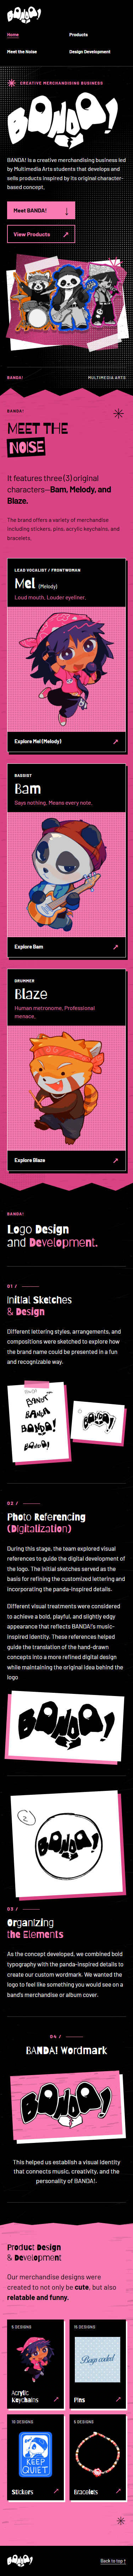 BANDA!
Home
Products
Meet the Noise
Design Development
CREATIVE MERCHANDISING BUSINESS
BANDA!
BANDA! is a creative merchandising business led
by Multimedia Arts students that develops and
sells products inspired by its original character-
based concept.
Meet BANDA! ↓
View Products ↗
BANDA!
MULTIMEDIA ARTS
BANDA!
MEET THE
NOISE
It features three (3) original
characters—Bam, Melody, and
Blaze.
The brand offers a variety of merchandise
including stickers, pins, acrylic keychains, and
bracelets.
LEAD VOCALIST / FRONTWOMAN
Mel (Melody)
Loud mouth. Louder eyeliner.
Explore Mel (Melody) ↗
BASSIST
Bam
Says nothing. Means every note.
Explore Bam ↗
DRUMMER
Blaze
Human metronome. Professional
menace.
Explore Blaze ↗
BANDA!
Logo Design
and Development.
01 /
Initial Sketches
& Design
Different lettering styles, arrangements, and
compositions were sketched to explore how
the brand name could be presented in a fun
and recognizable way.
BANDA!
BANDA!
BANDA!
BANDA!
BANDA!
02 /
Photo Referencing
(Digitalization)
During this stage, the team explored visual
references to guide the digital development of
the logo. The initial sketches served as the
basis for refining the customized lettering and
incorporating the panda-inspired details.
Different visual treatments were considered
to achieve a bold, playful, and slightly edgy
appearance that reflects BANDA!'s music-
inspired identity. These references helped
guide the translation of the hand-drawn
concepts into a more refined digital design
while maintaining the original idea behind the
logo
BANDA!
2
BANDA!
03 /
Organizing
the Elements
As the concept developed, we combined bold
typography with the panda-inspired details to
create our custom wordmark. We wanted the
logo to feel like something you would see on a
band's merchandise or album cover.
04 /
BANDA! Wordmark
BANDA!
This helped us establish a visual identity
that connects music, creativity, and the
personality of BANDA!.
Product Design
& Development
Our merchandise designs were
created to not only be cute, but also
relatable and funny.
5 DESIGNS
Acrylic
Keychains ↗
15 DESIGNS
Bugs coded
Pins ↗
10 DESIGNS
KEEP
QUIET
Stickers ↗
5 DESIGNS
Bracelets ↗
BANDA!
Back to top ↑